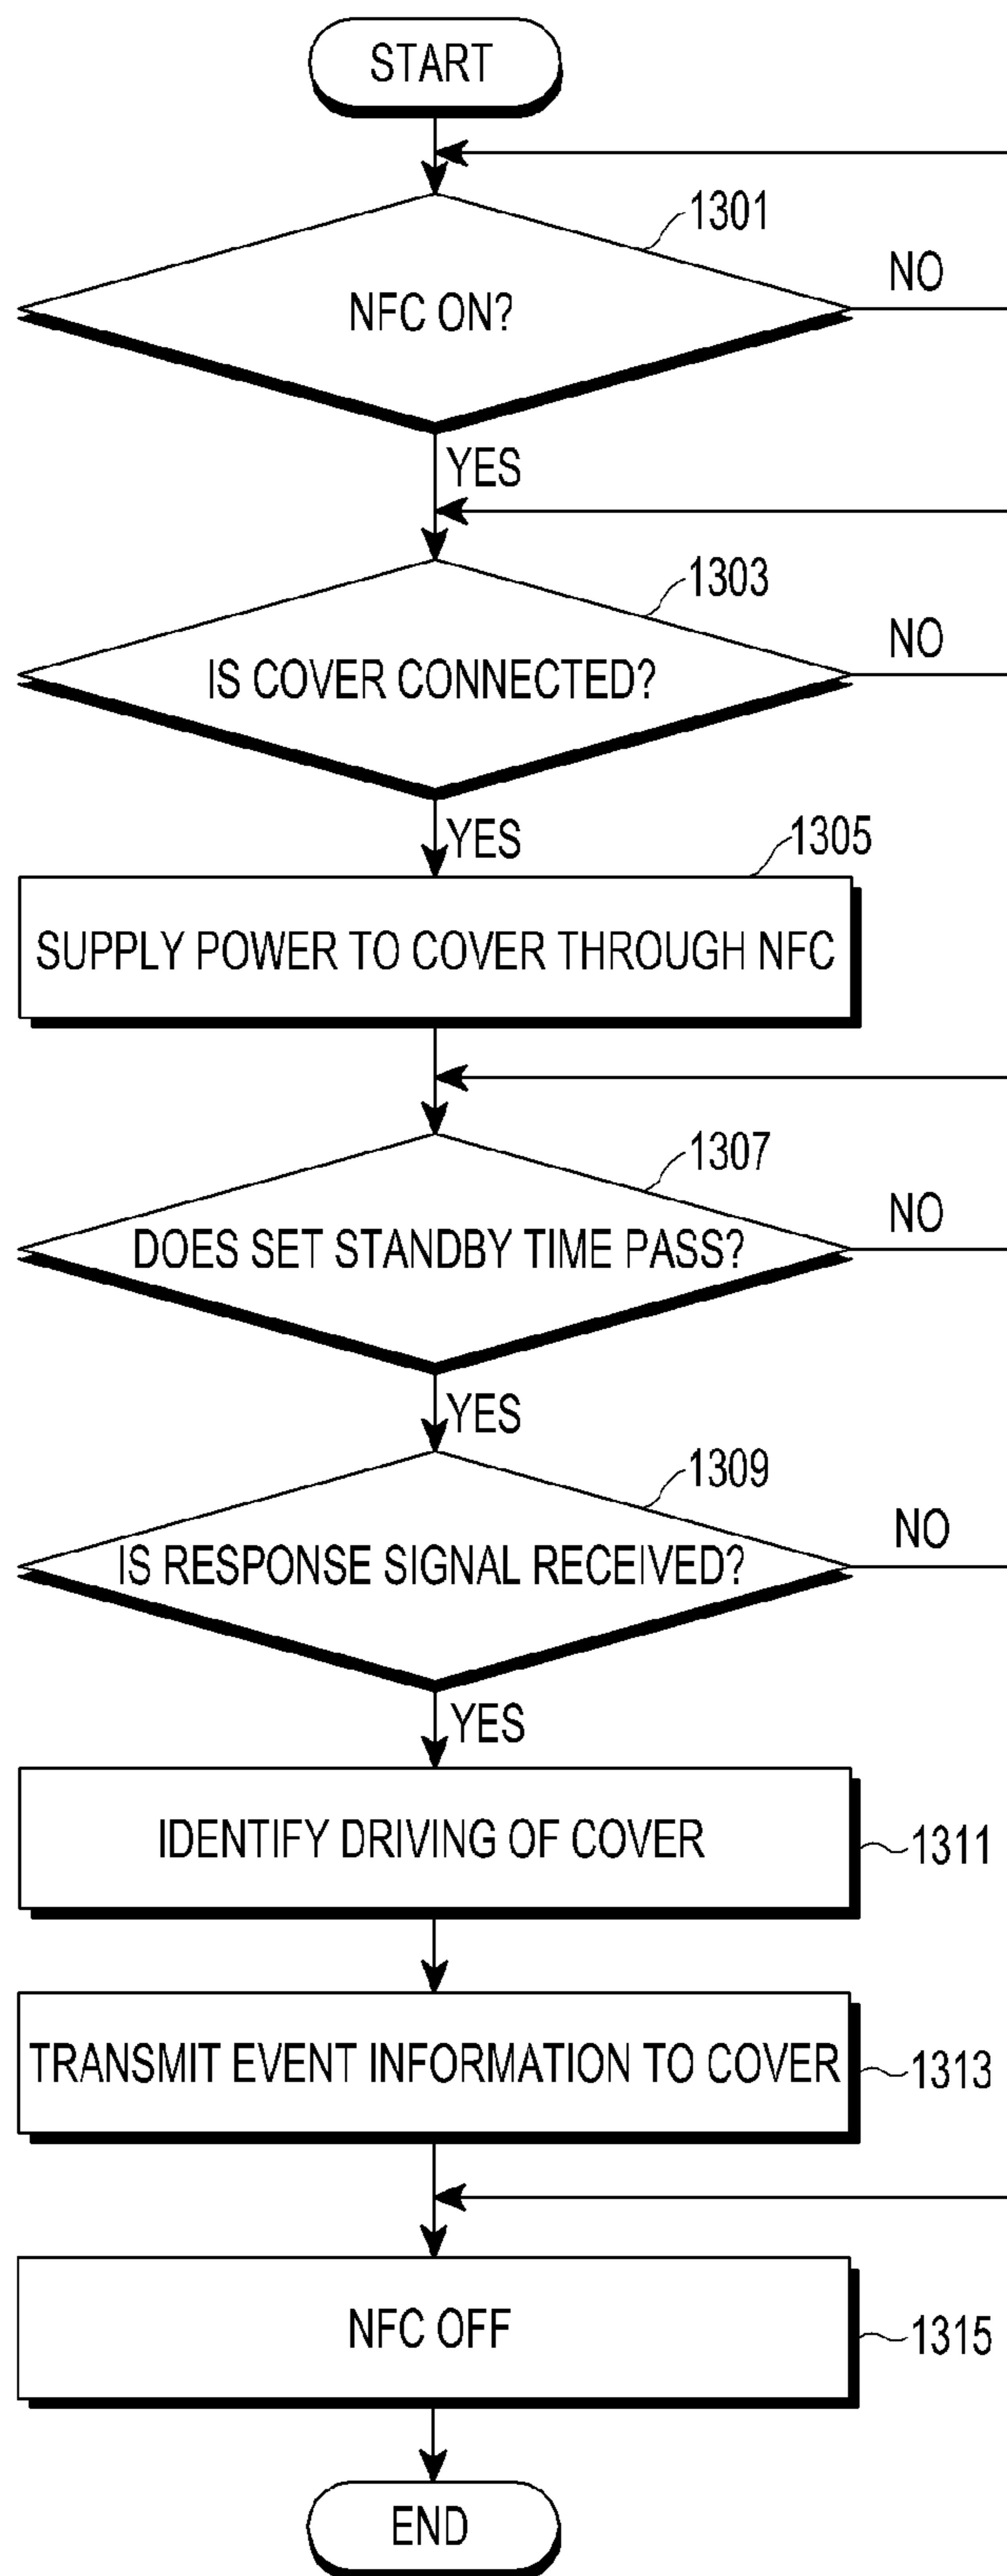 START
1301
NFC ON?
NO
YES
1303
IS COVER CONNECTED?
NO
YES
1305
SUPPLY POWER TO COVER THROUGH NFC
1307
DOES SET STANDBY TIME PASS?
NO
YES
1309
IS RESPONSE SIGNAL RECEIVED?
NO
YES
IDENTIFY DRIVING OF COVER
1311
TRANSMIT EVENT INFORMATION TO COVER
1313
NFC OFF
1315
END